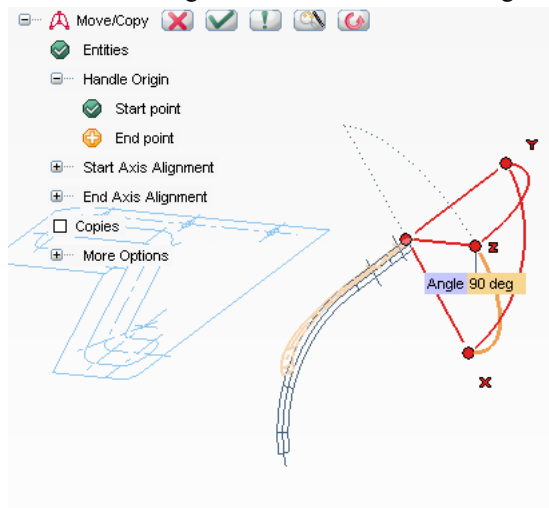 Move/Copy
Entities
Handle Origin
Start point
End point
Start Axis Alignment
End Axis Alignment
Copies
More Options
Y
Z
Angle 90 deg
X